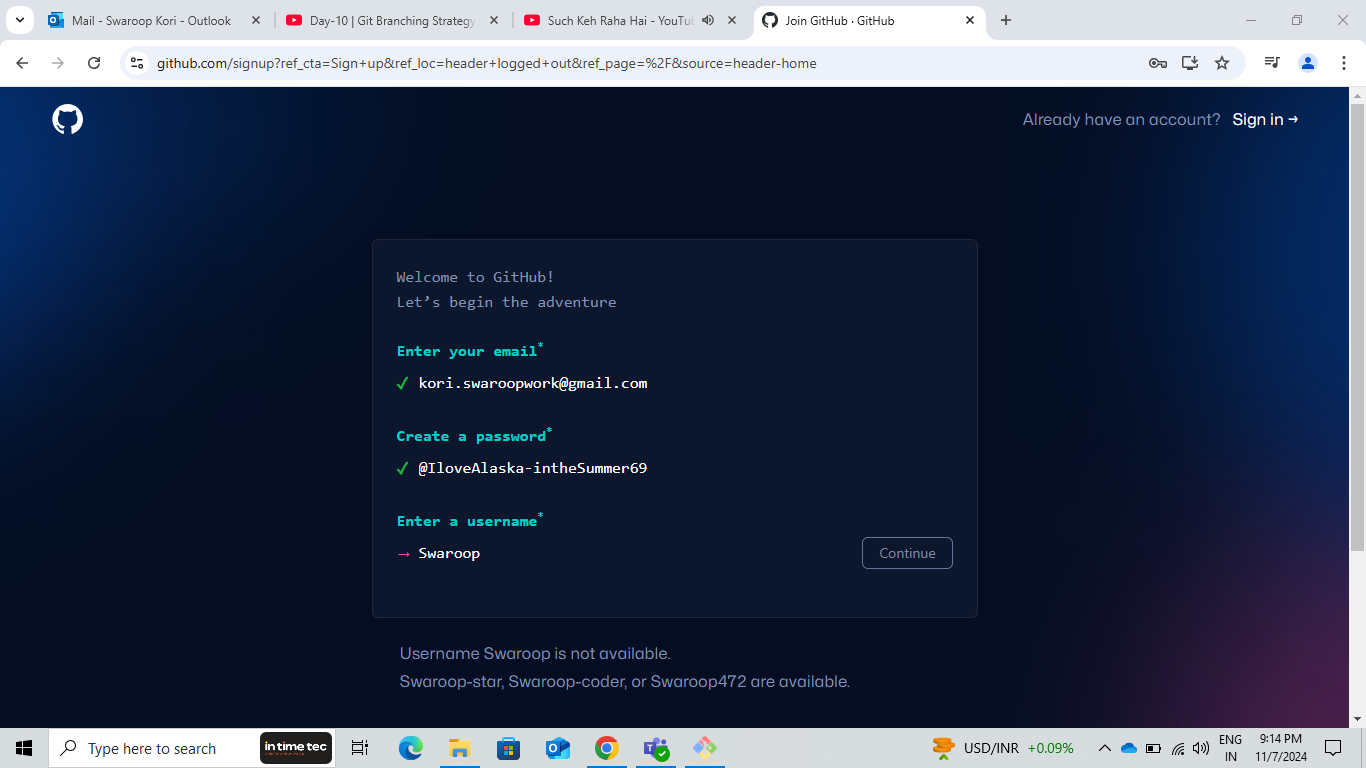 Mail - Swaroop Kori - Outlook
Day-10 | Git Branching Strategy
Such Keh Raha Hai - YouTu
Join GitHub · GitHub
github.com/signup?ref_cta=Sign+up&ref_loc=header+logged+out&ref_page=%2F&source=header-home
Already have an account? Sign in →
Welcome to GitHub!
Let’s begin the adventure
Enter your email*
✓ kori.swaroopwork@gmail.com
Create a password*
✓ @IloveAlaska-intheSummer69
Enter a username*
→ Swaroop
Continue
Username Swaroop is not available.
Swaroop-star, Swaroop-coder, or Swaroop472 are available.
Type here to search
in time tec
USD/INR +0.09%
ENG
IN
9:14 PM
11/7/2024